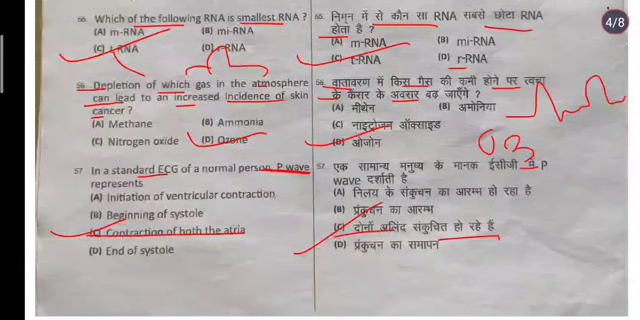 66. Which of the following RNA is smallest RNA ?
(A) m-RNA (B) mi-RNA
(C) t-RNA (D) r-RNA
56. Depletion of which gas in the atmosphere
can lead to an increased incidence of skin
cancer ?
(A) Methane (B) Ammonia
(C) Nitrogen oxide (D) Ozone
57 In a standard ECG of a normal person, P wave
represents
(A) Initiation of ventricular contraction
(B) Beginning of systole
(C) Contraction of both the atria
(D) End of systole
निम्न में से कौन सा RNA सबसे छोटा RNA
होता है ?
(A) m-RNA (B) mi-RNA
(C) t-RNA (D) r-RNA
वातावरण में किस गैस की कमी होने पर त्वचा
के कैंसर के अवसर बढ़ जाएँगे ?
(A) मीथेन (B) अमोनिया
(C) नाइट्रोजन ऑक्साइड
(D) ओजोन
O3
57. एक सामान्य मनुष्य के मानक ईसीजी में P
wave दर्शाता है
(A) निलय के संकुचन का आरम्भ हो रहा है
(B) प्रकुंचन का आरम्भ
(C) दोनों अलिंद संकुचित हो रहे हैं
(D) प्रकुंचन का समापन
4/8